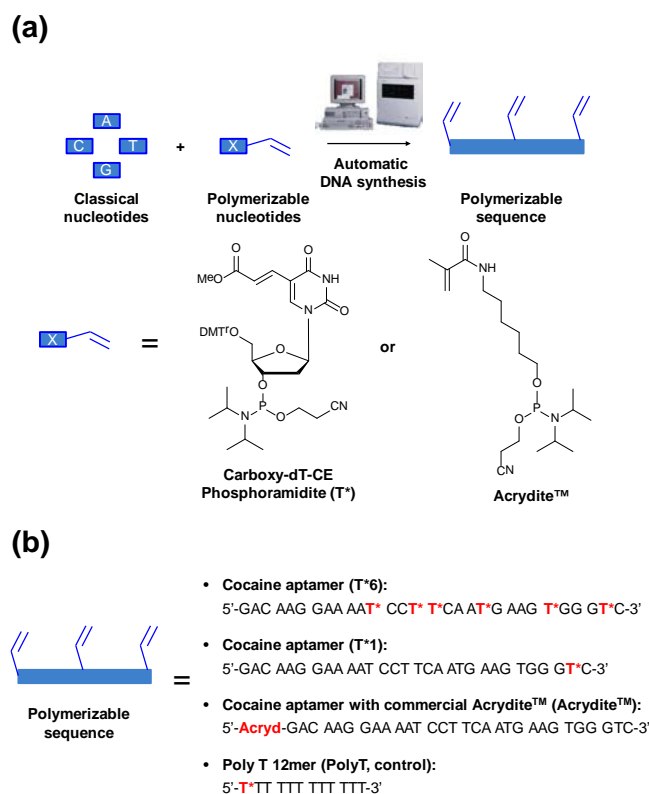 (a)
A
C T
G
+
X
Automatic
DNA synthesis
Classical
nucleotides
Polymerizable
nucleotides
Polymerizable
sequence
X
=
O
MeO
O
NH
N
O
DMTrO
O
O
P
N
O
CN
Carboxy-dT-CE
Phosphoramidite (T*)
or
O
NH
O
O
P
N
CN
Acrydite™
(b)
Polymerizable
sequence
=
• Cocaine aptamer (T*6):
5'-GAC AAG GAA AAT* CCT* T*CA AT*G AAG T*GG GT*C-3'
• Cocaine aptamer (T*1):
5'-GAC AAG GAA AAT CCT TCA ATG AAG TGG GT*C-3'
• Cocaine aptamer with commercial Acrydite™ (Acrydite™):
5'-Acryd-GAC AAG GAA AAT CCT TCA ATG AAG TGG GTC-3'
• Poly T 12mer (PolyT, control):
5'-T*TT TTT TTT TTT-3'